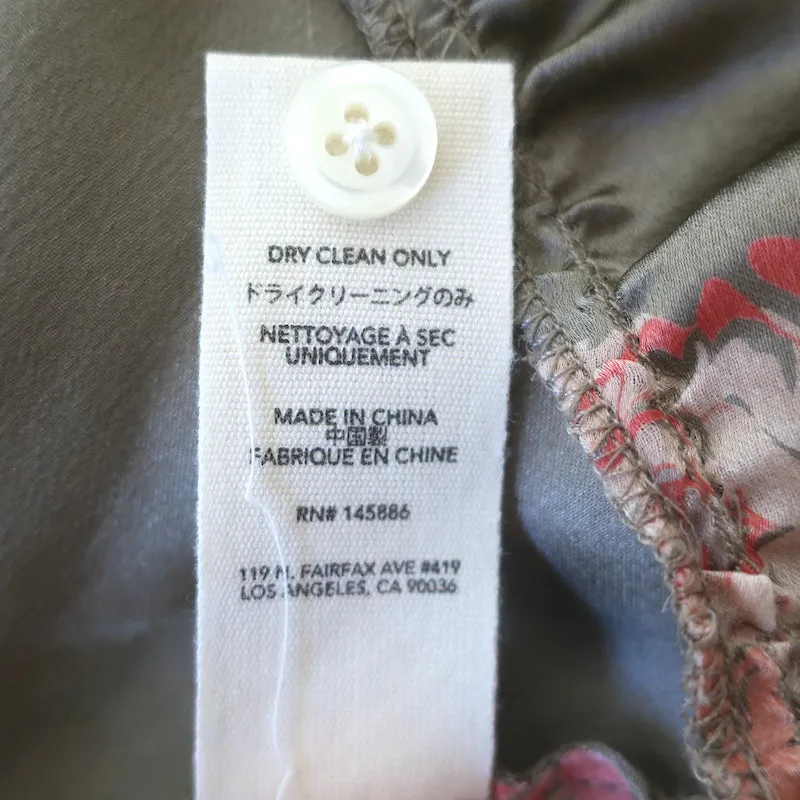 DRY CLEAN ONLY
ドライクリーニングのみ
NETTOYAGE À SEC
UNIQUEMENT
MADE IN CHINA
中国製
FABRIQUE EN CHINE
RN# 145886
119 N. FAIRFAX AVE #419
LOS ANGELES, CA 90036